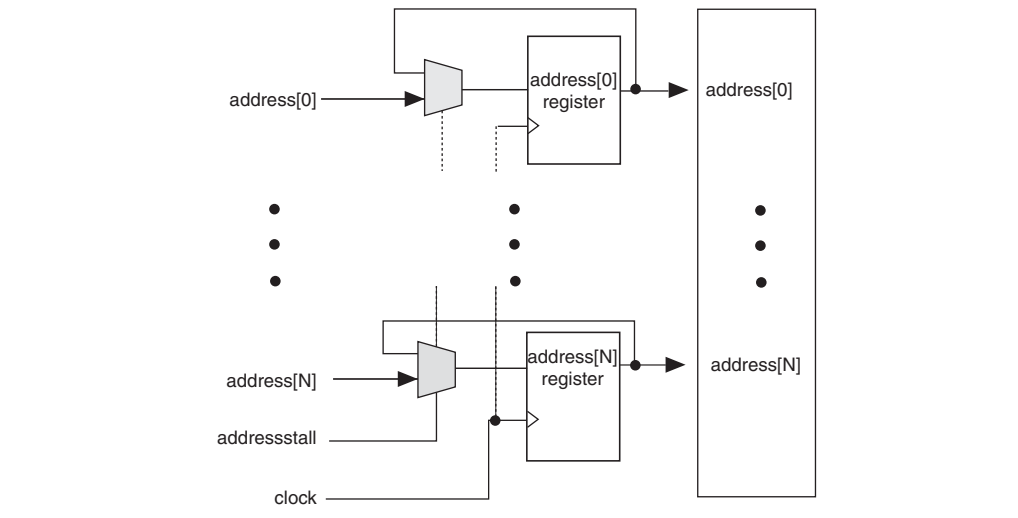 address[0]
address[0]
register
address[0]
address[N]
address[N]
register
address[N]
addressstall
clock